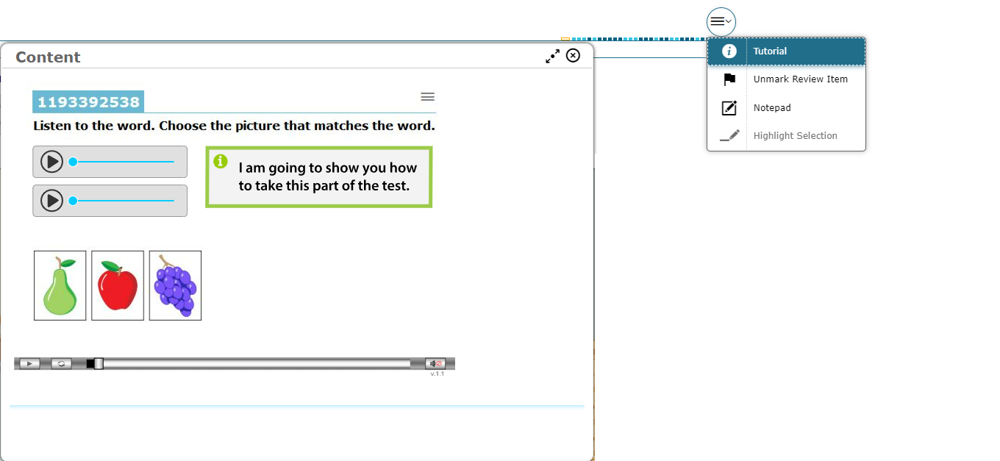 Tutorial
Content
Unmark Review Item
1193392538
Notepad
Listen to the word. Choose the picture that matches the word.
Highlight Selection
I am going to show you how
to take this part of the test.
v.1.1